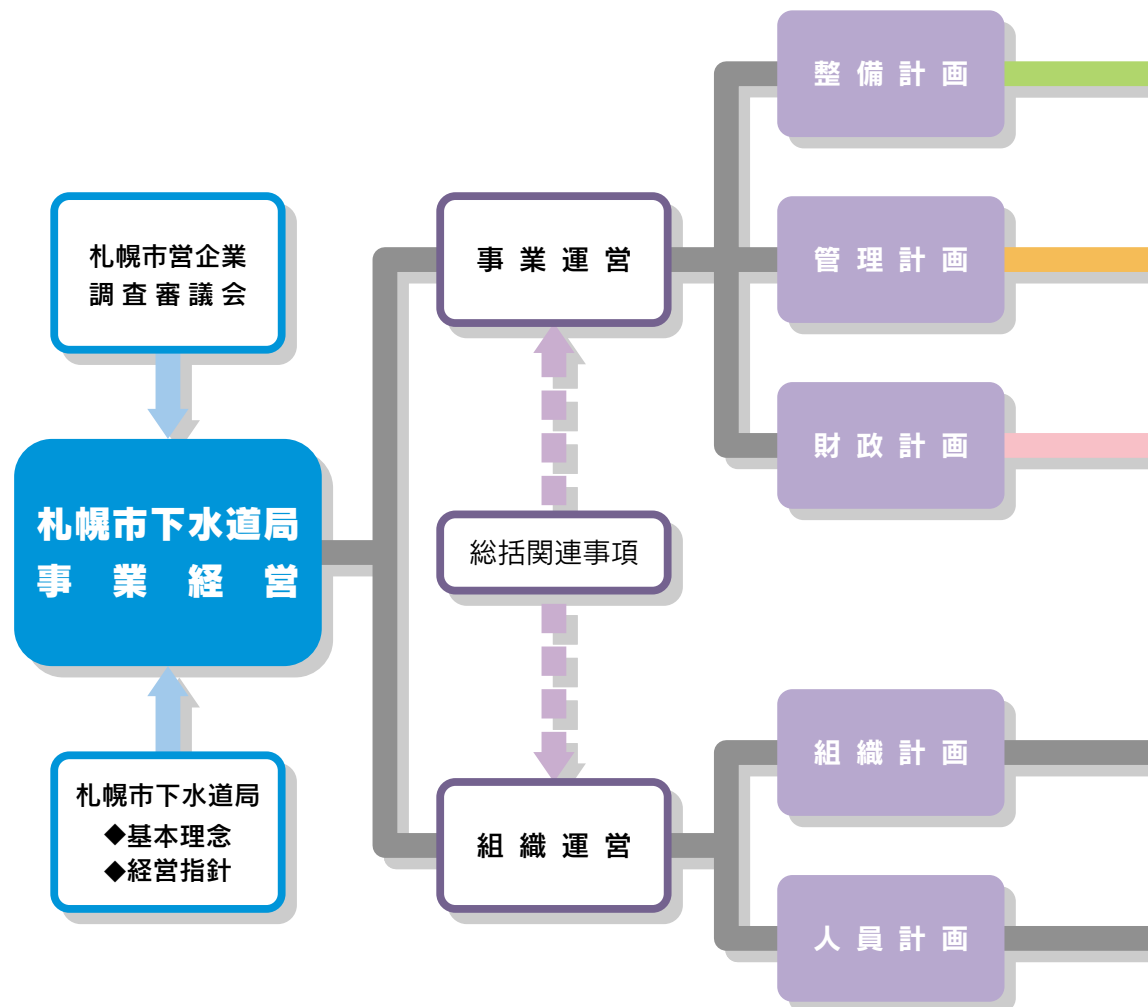 札幌市営企業
調査審議会
札幌市下水道局
事業経営
札幌市下水道局
◆基本理念
◆経営指針
事業運営
総括関連事項
組織運営
整備計画
管理計画
財政計画
組織計画
人員計画